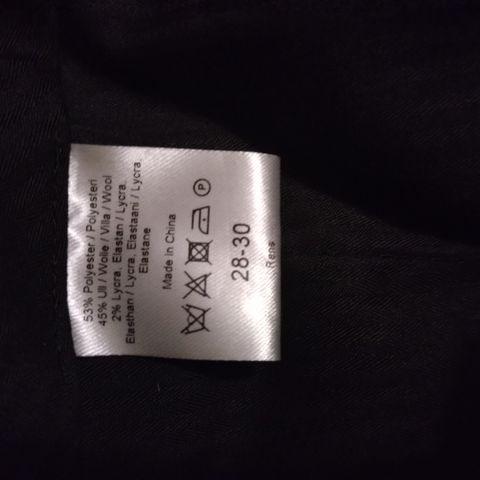 53% Polyester / Polyesteri
45% Ull / Wolle / Villa / Wool
2% Lycra, Elastan / Lycra,
Elasthan / Lycra, Elastaani / Lycra,
Elastane
Made in China
P
28-30
Rens